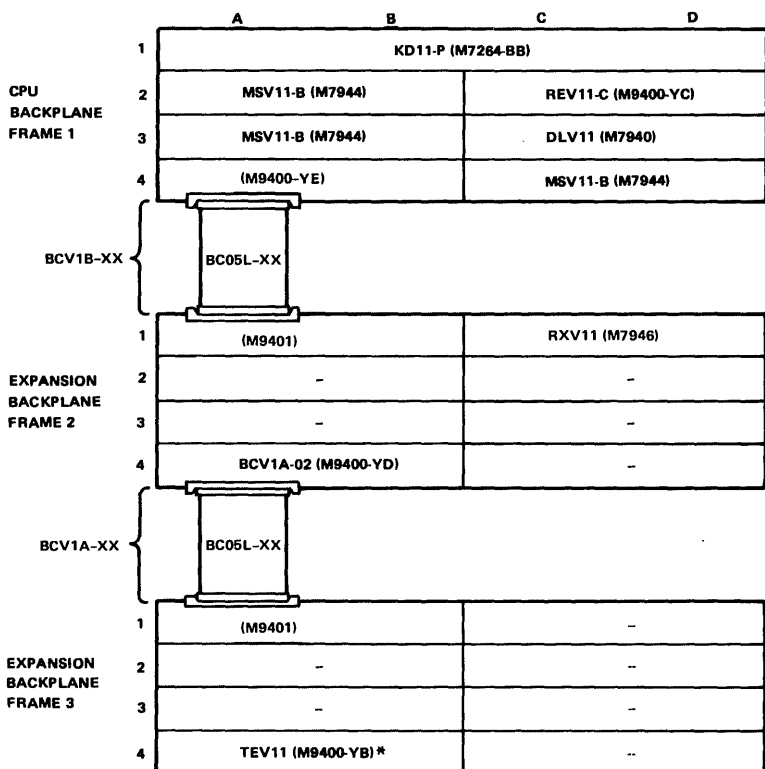 A B C D
1 KD11-P (M7264-BB)
CPU
BACKPLANE
FRAME 1
2 MSV11-B (M7944) REV11-C (M9400-YC)
3 MSV11-B (M7944) DLV11 (M7940)
4 (M9400-YE) MSV11-B (M7944)
BCV1B-XX BC05L-XX
1 (M9401) RXV11 (M7946)
EXPANSION
BACKPLANE
FRAME 2
2 – –
3 – –
4 BCV1A-02 (M9400-YD) –
BCV1A-XX BC05L-XX
1 (M9401) –
EXPANSION
BACKPLANE
FRAME 3
2 – –
3 – –
4 TEV11 (M9400-YB)* –